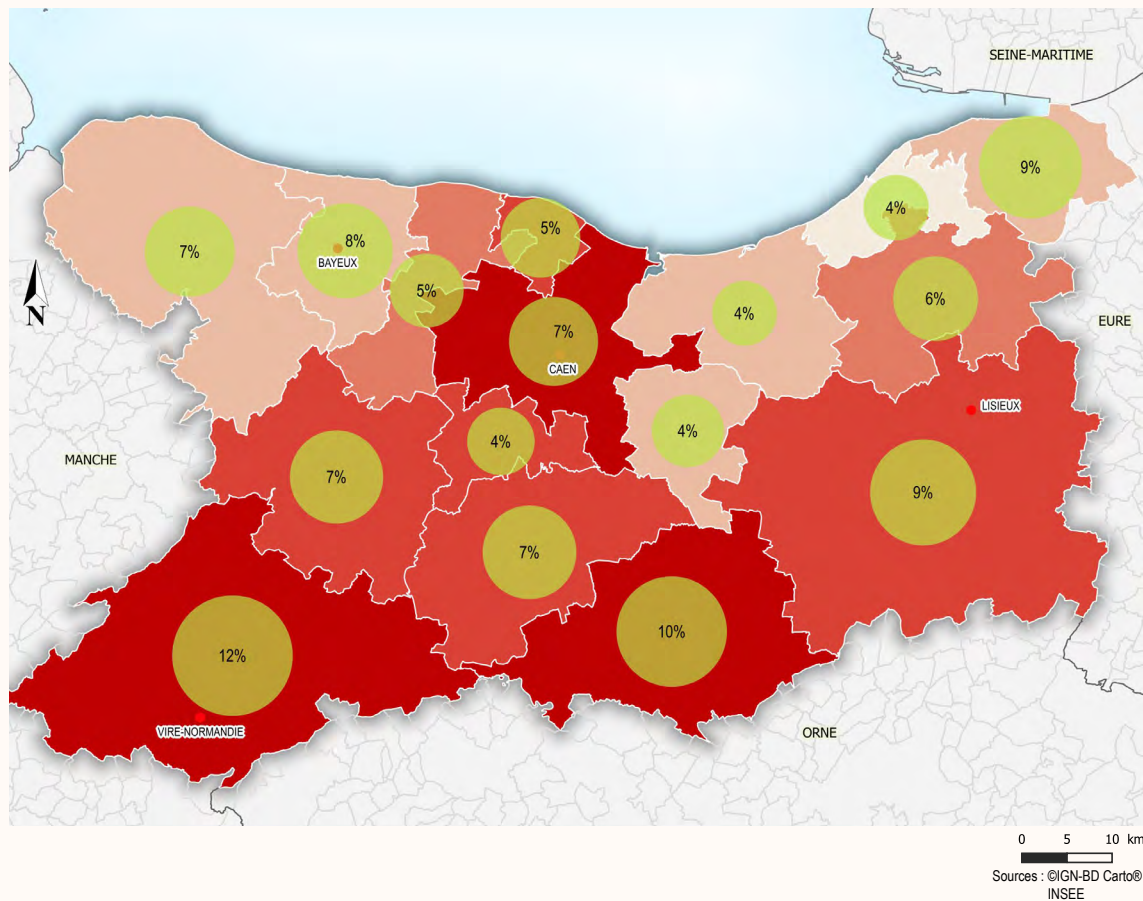 SEINE-MARITIME
9%
4%
5%
8%
7%
BAYEUX
5%
6%
4%
EURE
7%
CAEN
LISIEUX
4%
4%
MANCHE
7%
9%
7%
10%
12%
VIRE-NORMANDIE
ORNE
N
0 5 10 km
Sources : ©IGN-BD Carto®
INSEE